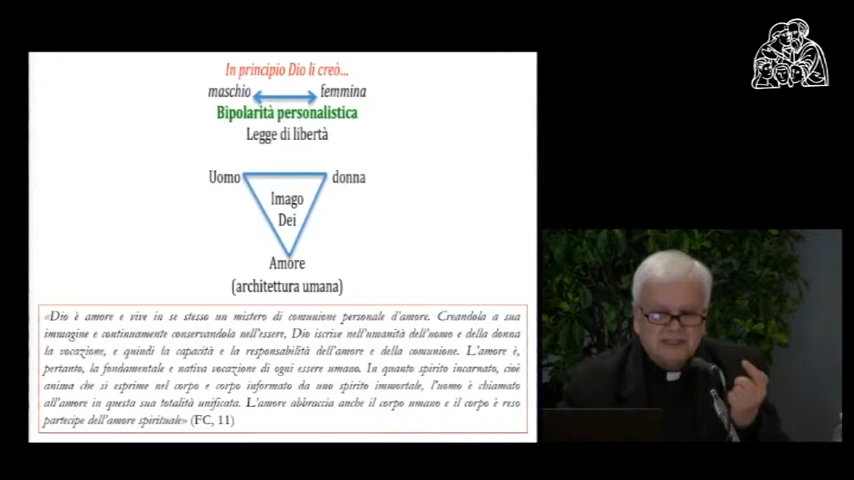 In principio Dio li creò...
maschio femmina
Bipolarità personalistica
Legge di libertà
Uomo donna
Imago
Dei
Amore
(architettura umana)
«Dio è amore e vive in se stesso un mistero di comunione personale d'amore. Creandola a sua
immagine e continuamente conservandola nell'essere, Dio iscrive nell'umanità dell'uomo e della donna
la vocazione, e quindi la capacità e la responsabilità dell'amore e della comunione. L'amore è,
pertanto, la fondamentale e nativa vocazione di ogni essere umano. In quanto spirito incarnato, cioè
anima che si esprime nel corpo e corpo informato da uno spirito immortale, l'uomo è chiamato
all'amore in questa sua totalità unificata. L'amore abbraccia anche il corpo umano e il corpo è reso
partecipe dell'amore spirituale» (FC, 11)